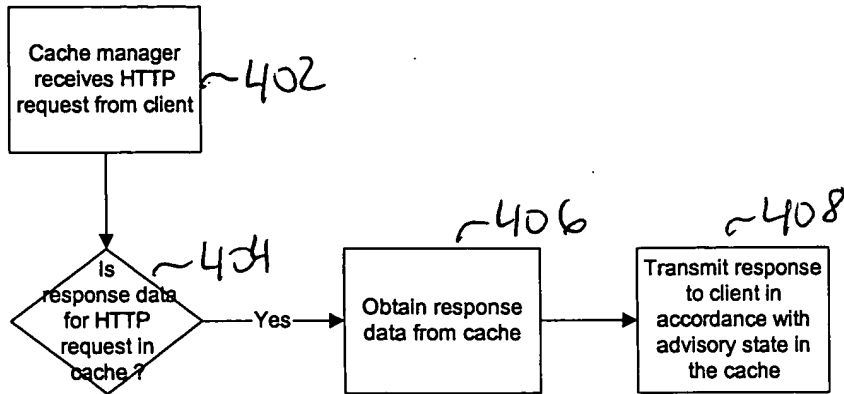 Cache manager
receives HTTP
request from client
~402
Is
response data
for HTTP
request in
cache ?
~404
Yes
~406
Obtain response
data from cache
~408
Transmit response
to client in
accordance with
advisory state in
the cache